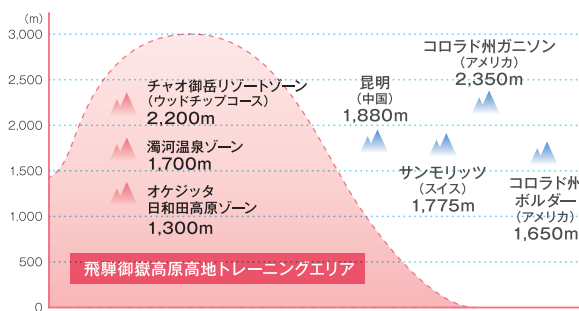 (m)
3,000
2,500
2,000
1,500
1,000
500
0
チャオ御岳リゾートゾーン
（ウッドチップコース）
2,200m
濁河温泉ゾーン
1,700m
オケジッタ
日和田高原ゾーン
1,300m
飛騨御嶽高原高地トレーニングエリア
昆明
（中国）
1,880m
コロラド州ガニソン
（アメリカ）
2,350m
サンモリッツ
（スイス）
1,775m
コロラド州
ボルダー
（アメリカ）
1,650m